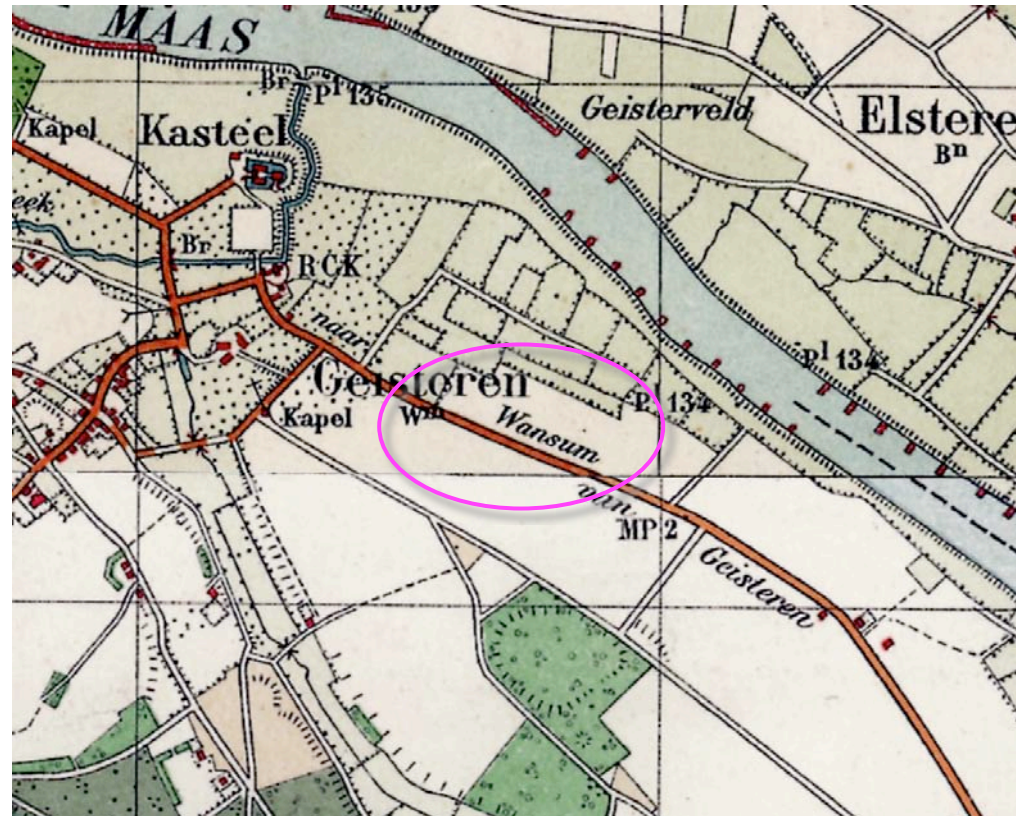 MAAS
Br
Pl 135
Kapel
Kasteel
Geisterveld
Elstere
Bn
eek
Br
RCK
naar
Geisteren
Pl 134
Kapel
Wm
Wansum
Pl 134
van
MP 2
Geisteren